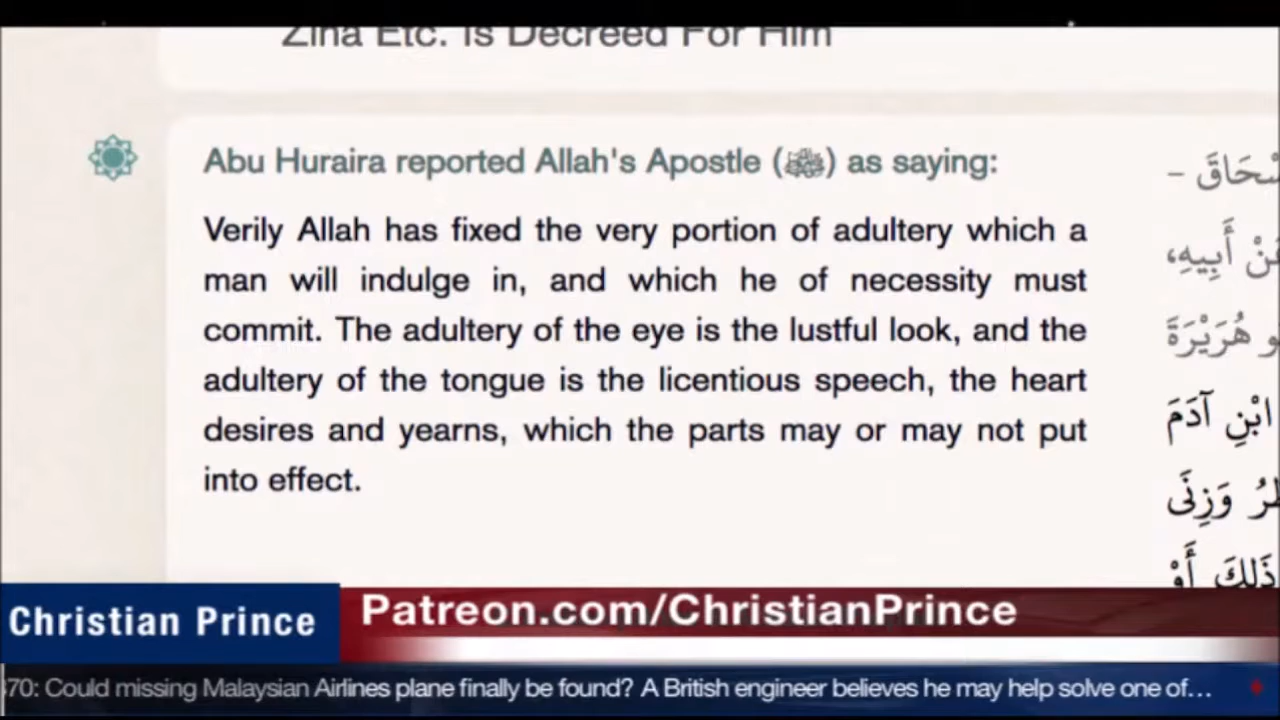 Zina Etc. Is Decreed For Him
Abu Huraira reported Allah's Apostle (ﷺ) as saying:
Verily Allah has fixed the very portion of adultery which a
man will indulge in, and which he of necessity must
commit. The adultery of the eye is the lustful look, and the
adultery of the tongue is the licentious speech, the heart
desires and yearns, which the parts may or may not put
into effect.
سْحَاقَ -
عَنْ أَبِيهِ،
و هُرَيْرَةَ
ابْنِ آدَمَ
وَزِنَى
ذَلِكَ أَوْ
Christian Prince
Patreon.com/ChristianPrince
70: Could missing Malaysian Airlines plane finally be found? A British engineer believes he may help solve one of...